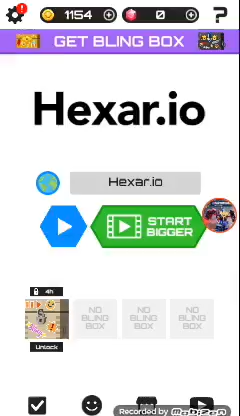 1154
0
?
GET BLING BOX
Hexar.io
Hexar.io
START
BIGGER
4h
NO
BLING
BOX
NO
BLING
BOX
NO
BLING
BOX
Unlock
Recorded by Mobizen